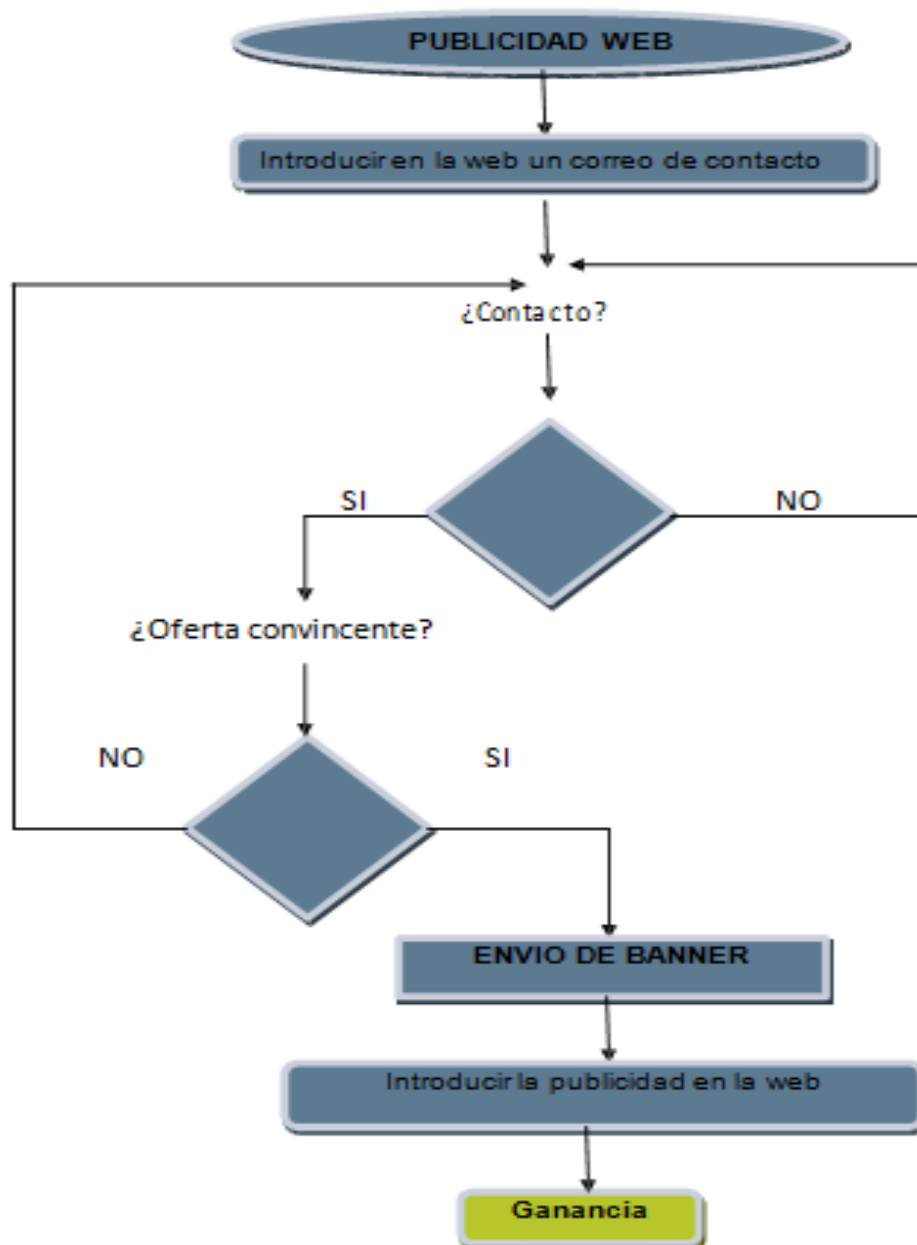 PUBLICIDAD WEB
Introducir en la web un correo de contacto
¿Contacto?
SI
NO
¿Oferta convincente?
NO
SI
ENVIO DE BANNER
Introducir la publicidad en la web
Ganancia